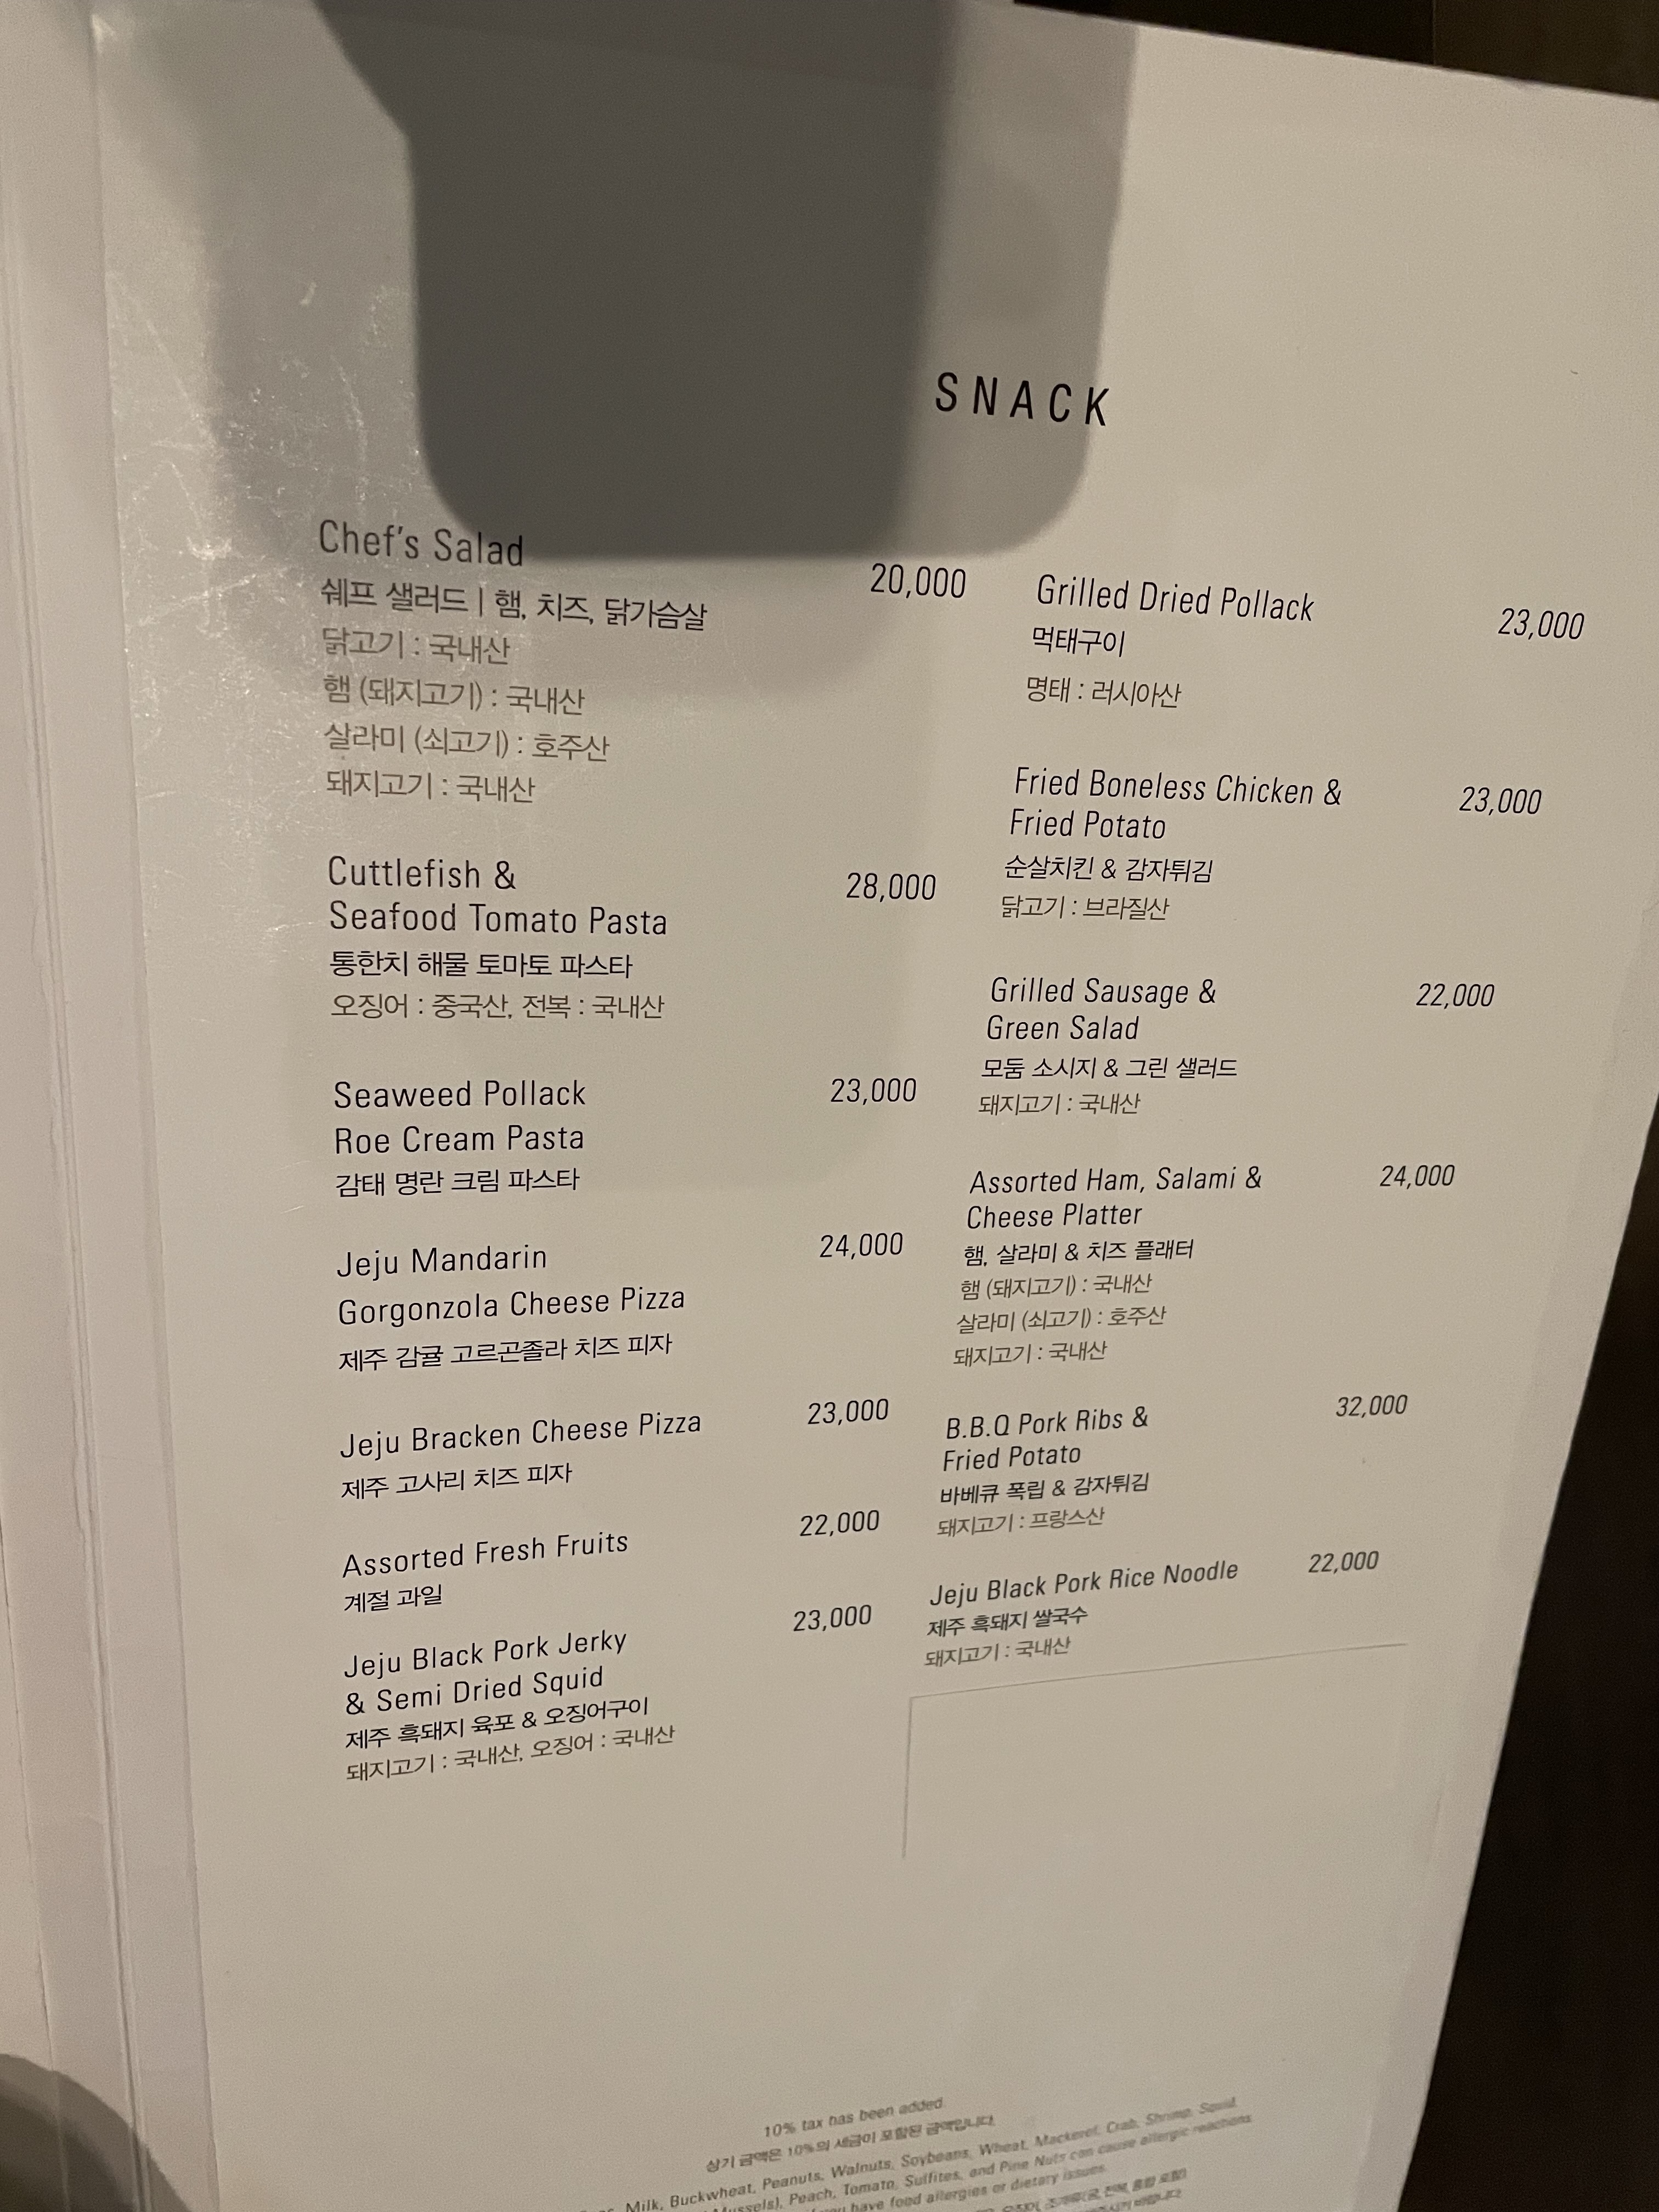 SNACK
Chef's Salad
20,000
쉐프 샐러드 | 햄, 치즈, 닭가슴살
닭고기 : 국내산
햄 (돼지고기) : 국내산
살라미 (쇠고기) : 호주산
돼지고기 : 국내산
Cuttlefish &
28,000
Seafood Tomato Pasta
통한치 해물 토마토 파스타
오징어 : 중국산, 전복 : 국내산
Seaweed Pollack
23,000
Roe Cream Pasta
감태 명란 크림 파스타
Jeju Mandarin
24,000
Gorgonzola Cheese Pizza
제주 감귤 고르곤졸라 치즈 피자
Jeju Bracken Cheese Pizza
23,000
제주 고사리 치즈 피자
Assorted Fresh Fruits
22,000
계절 과일
Jeju Black Pork Jerky
23,000
& Semi Dried Squid
제주 흑돼지 육포 & 오징어구이
돼지고기 : 국내산, 오징어 : 국내산
Grilled Dried Pollack
23,000
먹태구이
명태 : 러시아산
Fried Boneless Chicken &
23,000
Fried Potato
순살치킨 & 감자튀김
닭고기 : 브라질산
Grilled Sausage &
22,000
Green Salad
모둠 소시지 & 그린 샐러드
돼지고기 : 국내산
Assorted Ham, Salami &
24,000
Cheese Platter
햄, 살라미 & 치즈 플래터
햄 (돼지고기) : 국내산
살라미 (쇠고기) : 호주산
돼지고기 : 국내산
B.B.Q Pork Ribs &
32,000
Fried Potato
바베큐 폭립 & 감자튀김
돼지고기 : 프랑스산
Jeju Black Pork Rice Noodle
22,000
제주 흑돼지 쌀국수
돼지고기 : 국내산
10% tax has been added
상기 금액은 10%의 세금이 포함된 금액입니다.
Milk, Buckwheat, Peanuts, Walnuts, Soybeans, Wheat, Mackerel, Crab, Shrimp, Squid,
Mussels), Peach, Tomato, Sulfites, and Pine Nuts can cause allergic reactions.
you have food allergies or dietary issues.